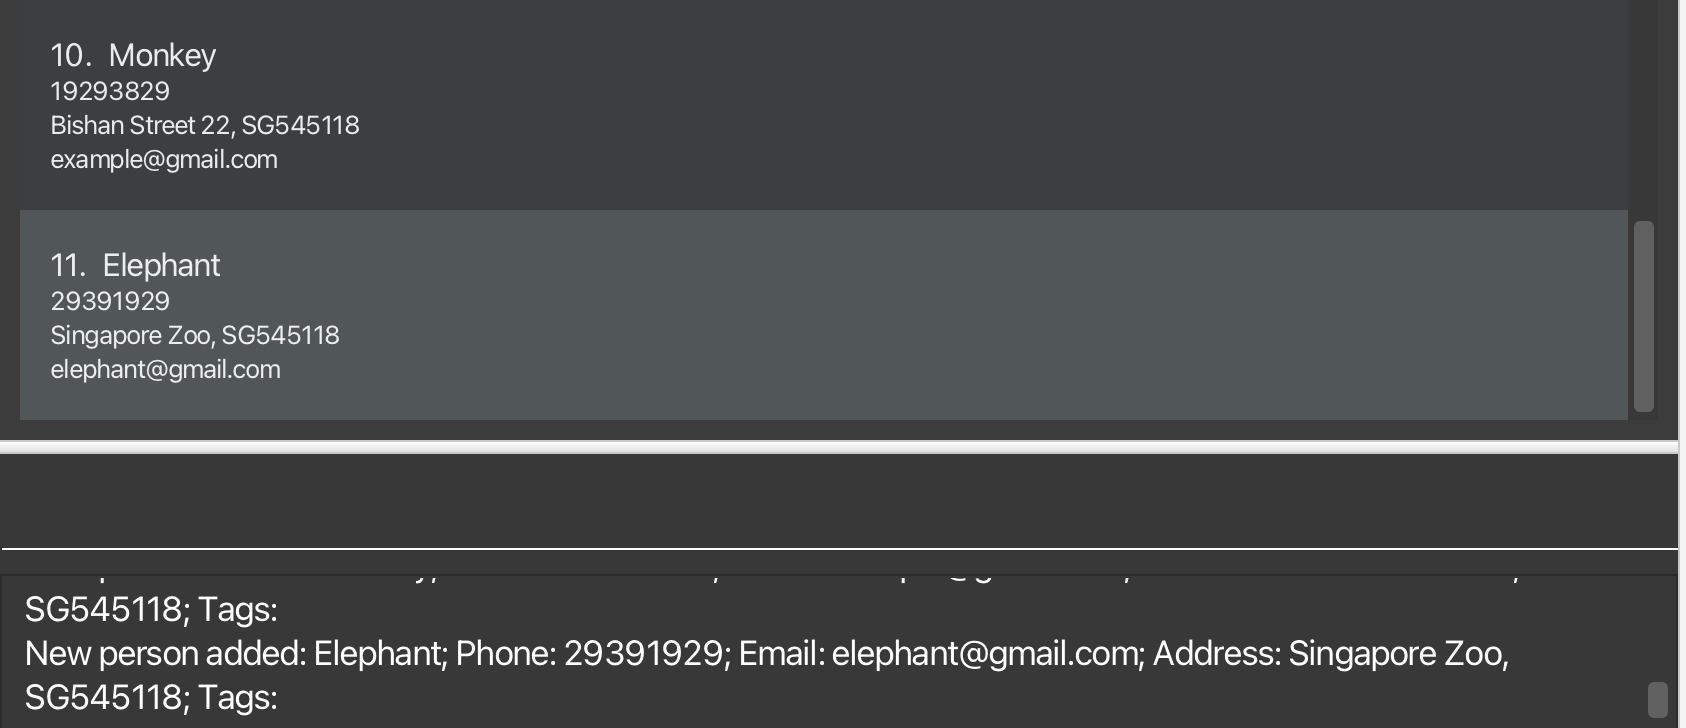 10. Monkey
19293829
Bishan Street 22, SG545118
example@gmail.com
11. Elephant
29391929
Singapore Zoo, SG545118
elephant@gmail.com
SG545118; Tags:
New person added: Elephant; Phone: 29391929; Email: elephant@gmail.com; Address: Singapore Zoo,
SG545118; Tags: